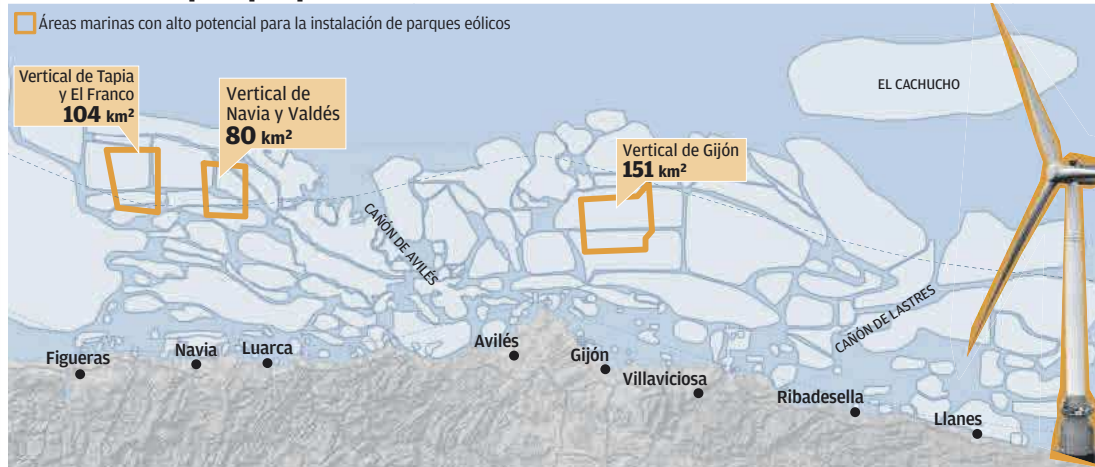 Áreas marinas con alto potencial para la instalación de parques eólicos
Vertical de Tapia
y El Franco
104 km²
Vertical de
Navia y Valdés
80 km²
Vertical de Gijón
151 km²
EL CACHUCHO
CAÑÓN DE AVILÉS
CAÑÓN DE LASTRES
Figueras
Navia
Luarca
Avilés
Gijón
Villaviciosa
Ribadesella
Llanes